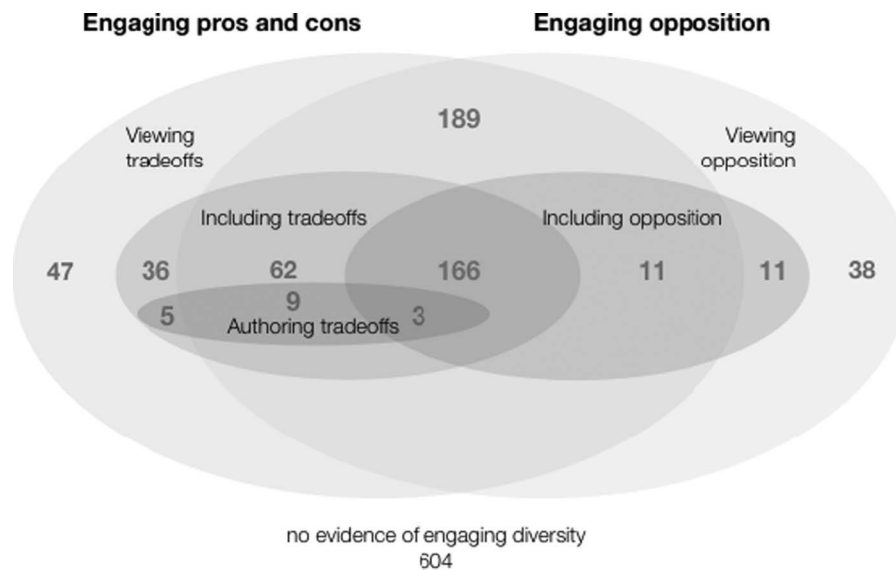 Engaging pros and cons Engaging opposition
189
Viewing Viewing
tradeoffs opposition
Including tradeoffs Including opposition
47 36 62 166 11 11 38
9
5 3
Authoring tradeoffs
no evidence of engaging diversity
604